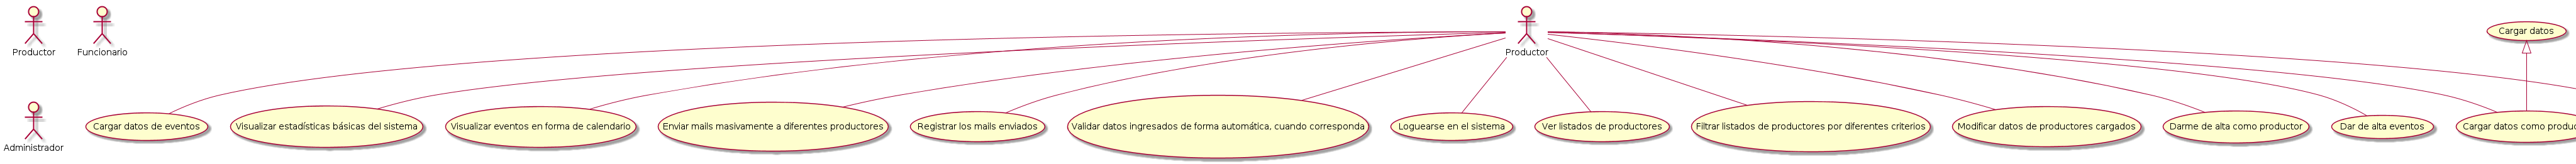 Productor
Funcionario
Productor
Cargar datos
Administrador
Cargar datos de eventos
Visualizar estadísticas básicas del sistema
Visualizar eventos en forma de calendario
Enviar mails masivamente a diferentes productores
Registrar los mails enviados
Validar datos ingresados de forma automática, cuando corresponda
Loguearse en el sistema
Ver listados de productores
Filtrar listados de productores por diferentes criterios
Modificar datos de productores cargados
Darme de alta como productor
Dar de alta eventos
Cargar datos como